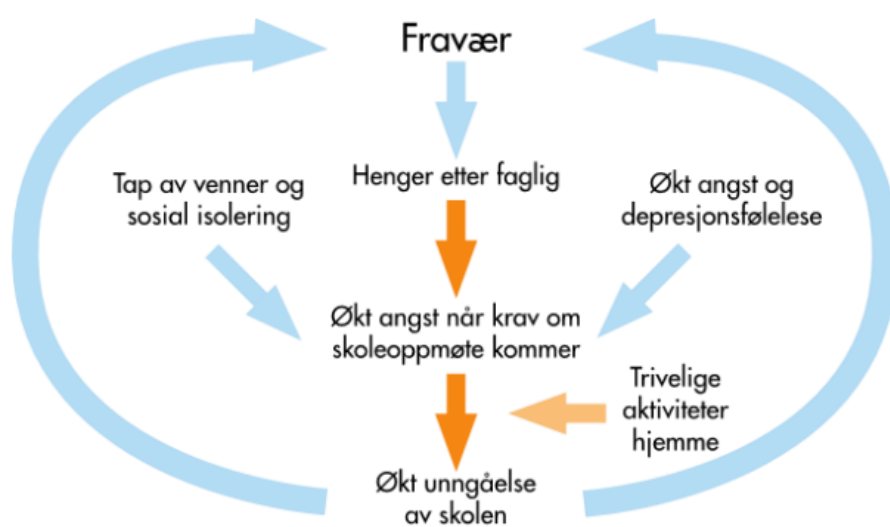 Fravær
Henger etter faglig
Tap av venner og
sosial isolering
Økt angst og
depresjonsfølelese
Økt angst når krav om
skoleoppmøte kommer
Trivelige
aktiviteter
hjemme
Økt unngåelse
av skolen